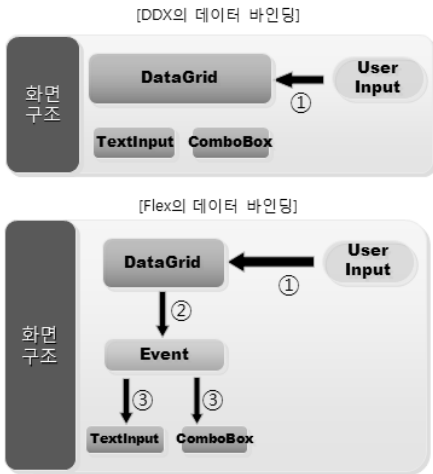 [DDX의 데이터 바인딩]
화면
구조
DataGrid
User
Input
①
TextInput
ComboBox
[Flex의 데이터 바인딩]
화면
구조
DataGrid
User
Input
①
②
Event
③
③
TextInput
ComboBox